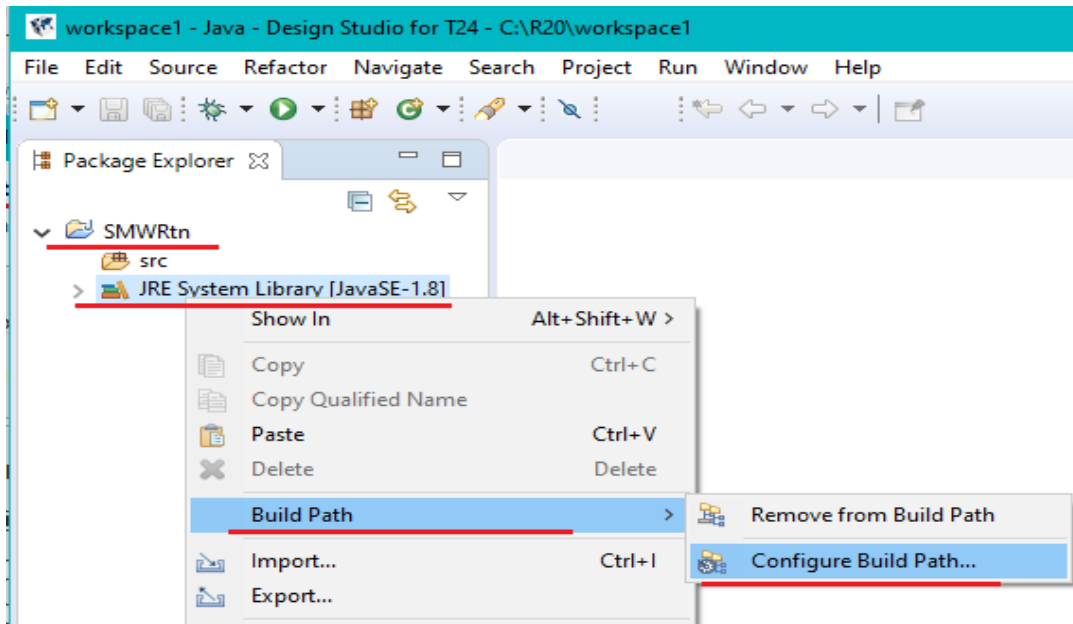 workspace1 - Java - Design Studio for T24 - C:\R20\workspace1
File Edit Source Refactor Navigate Search Project Run Window Help
Package Explorer
SMWRtn
src
JRE System Library [JavaSE-1.8]
Show In Alt+Shift+W >
Copy Ctrl+C
Copy Qualified Name
Paste Ctrl+V
Delete Delete
Build Path >
Remove from Build Path
Import... Ctrl+I
Configure Build Path...
Export...